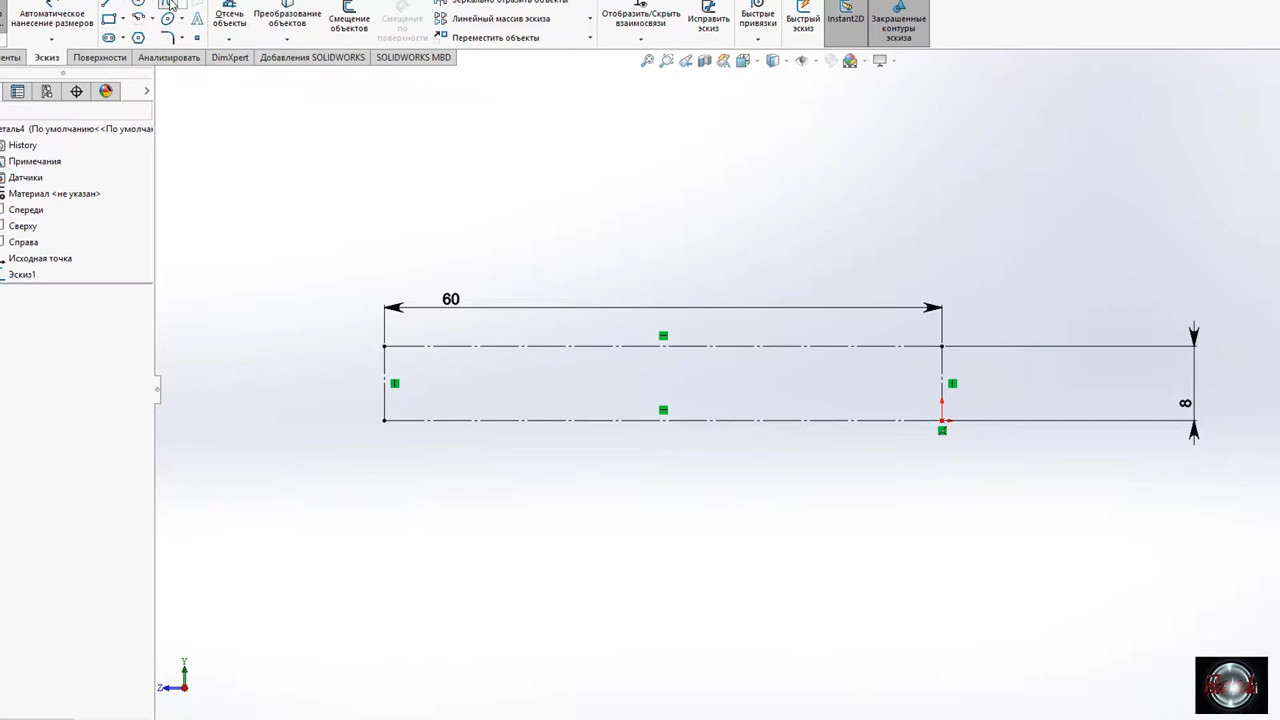 Автоматическое
нанесение размеров
Отсечь
объекты
Преобразование
объектов
Смещение
объектов
Смещение
по
поверхности
Зеркально отразить объекты
Линейный массив эскиза
Переместить объекты
Отобразить/Скрыть
взаимосвязи
Исправить
эскиз
Быстрые
привязки
Быстрый
эскиз
Instant2D
Закрашенные
контуры
эскиза
енты
Эскиз
Поверхности
Анализировать
DimXpert
Добавления SOLIDWORKS
SOLIDWORKS MBD
еталь4 (По умолчанию<<По умолча
History
Примечания
Датчики
Материал <не указан>
Спереди
Сверху
Справа
Исходная точка
Эскиз1
60
8
Y
Z